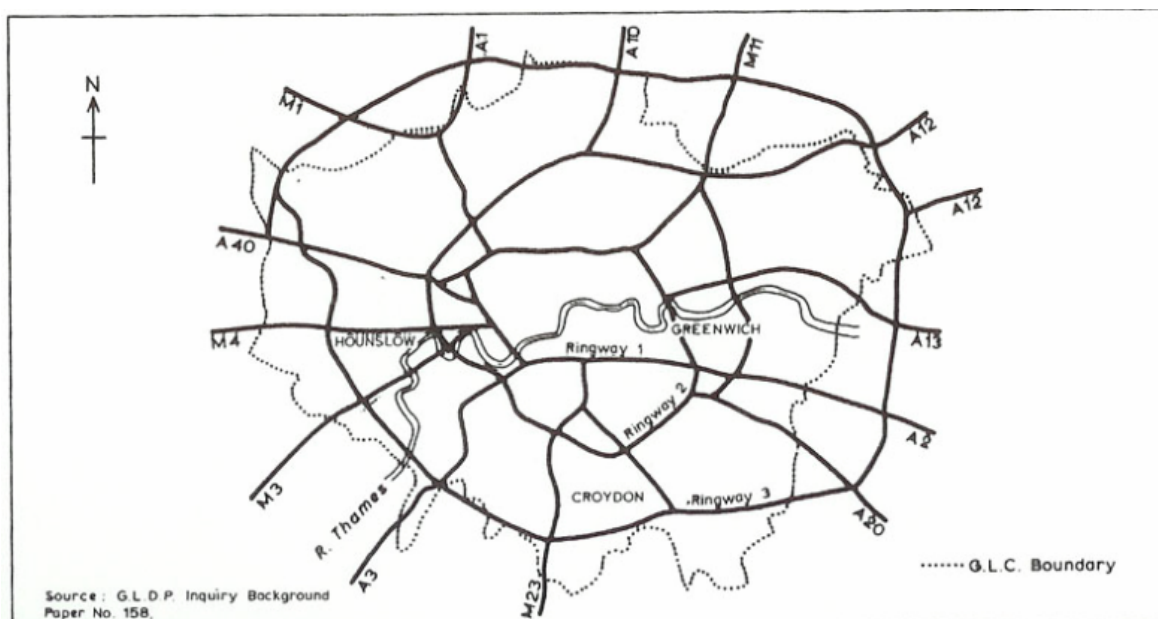 A1
A10
M11
N
M1
A12
A12
A40
M4
HOUNSLOW
GREENWICH
Ringway 1
A13
Ringway 2
A2
M3
CROYDON
Ringway 3
A20
R. Thames
A3
M23
G.L.C. Boundary
Source: G.L.D.P. Inquiry Background
Paper No. 158.